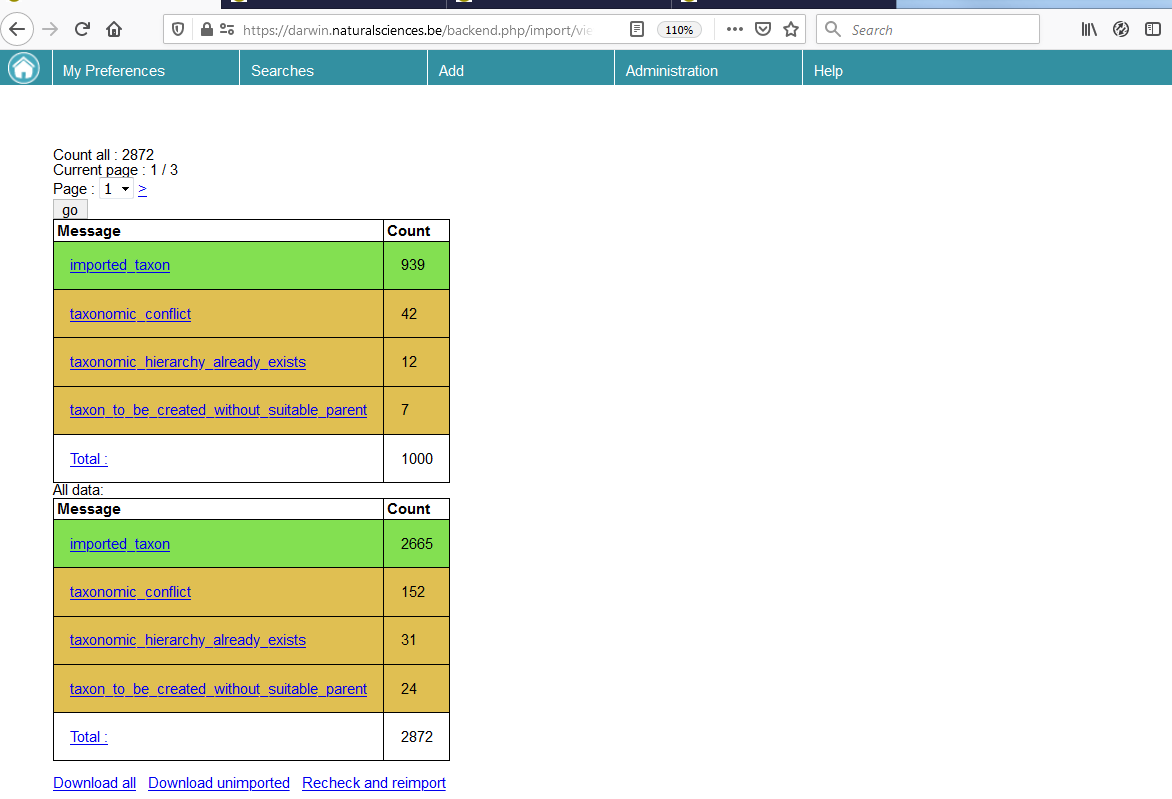 https://darwin.naturalsciences.be/backend.php/import/vie
110%
Search
My Preferences
Searches
Add
Administration
Help
Count all : 2872
Current page : 1 / 3
Page : 1 >
go
Message Count
imported_taxon 939
taxonomic_conflict 42
taxonomic_hierarchy_already_exists 12
taxon_to_be_created_without_suitable_parent 7
Total : 1000
All data:
Message Count
imported_taxon 2665
taxonomic_conflict 152
taxonomic_hierarchy_already_exists 31
taxon_to_be_created_without_suitable_parent 24
Total : 2872
Download all Download unimported Recheck and reimport